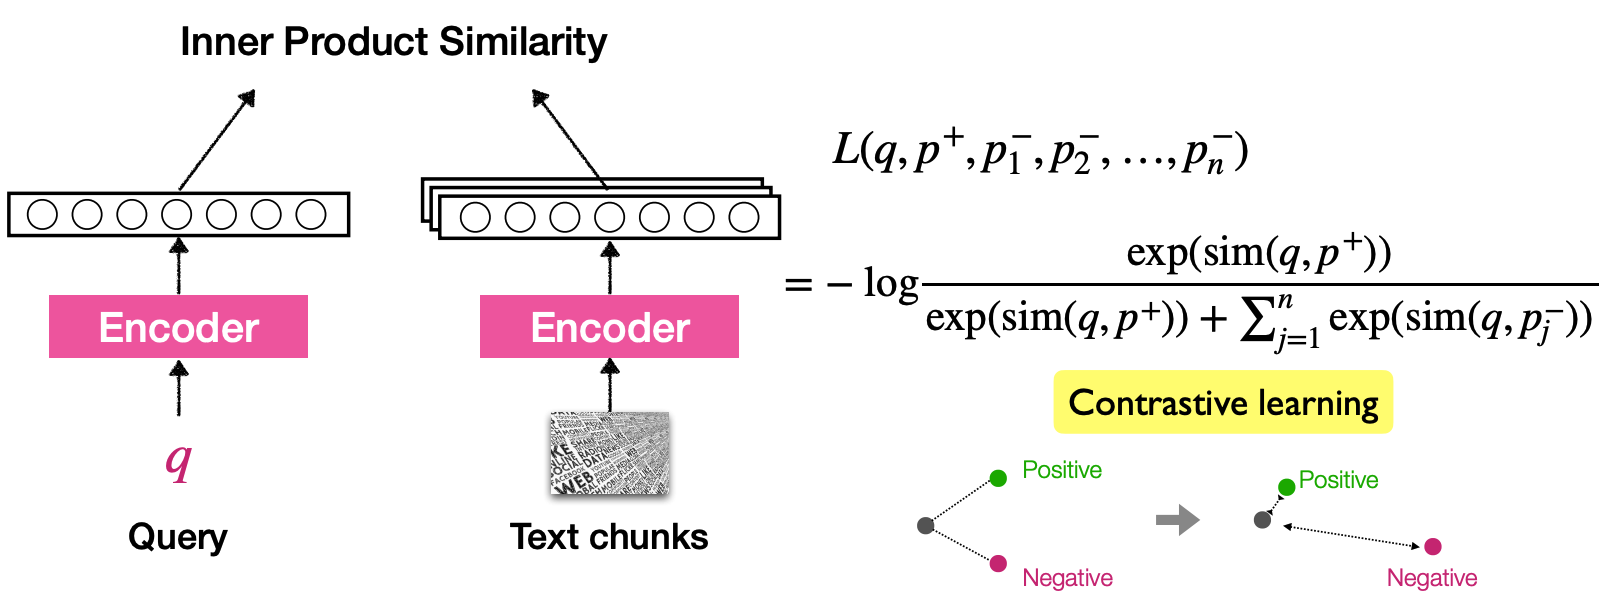 Inner Product Similarity
Encoder
q
Query
Encoder
WEB
Text chunks
L(q, p⁺, p₁⁻, p₂⁻, …, pₙ⁻)
= − log exp(sim(q, p⁺)) / exp(sim(q, p⁺)) + ∑ⁿⱼ₌₁ exp(sim(q, pⱼ⁻))
Contrastive learning
Positive
Negative
Positive
Negative